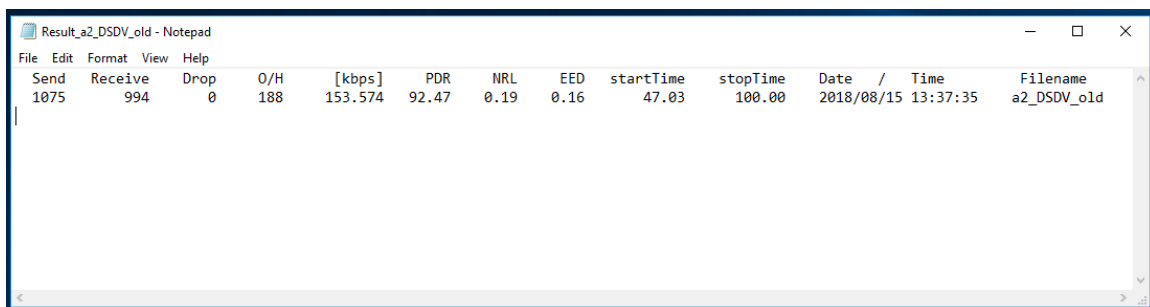 Result_a2_DSDV_old - Notepad
File Edit Format View Help
Send Receive Drop O/H [kbps] PDR NRL EED startTime stopTime Date / Time Filename
1075 994 0 188 153.574 92.47 0.19 0.16 47.03 100.00 2018/08/15 13:37:35 a2_DSDV_old